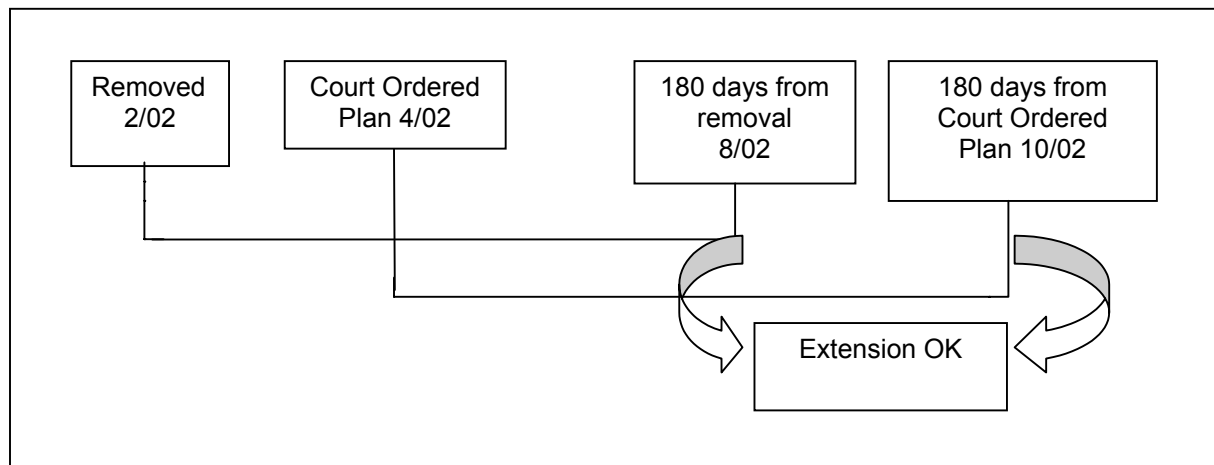 Removed
2/02
Court Ordered
Plan 4/02
180 days from
removal
8/02
180 days from
Court Ordered
Plan 10/02
Extension OK